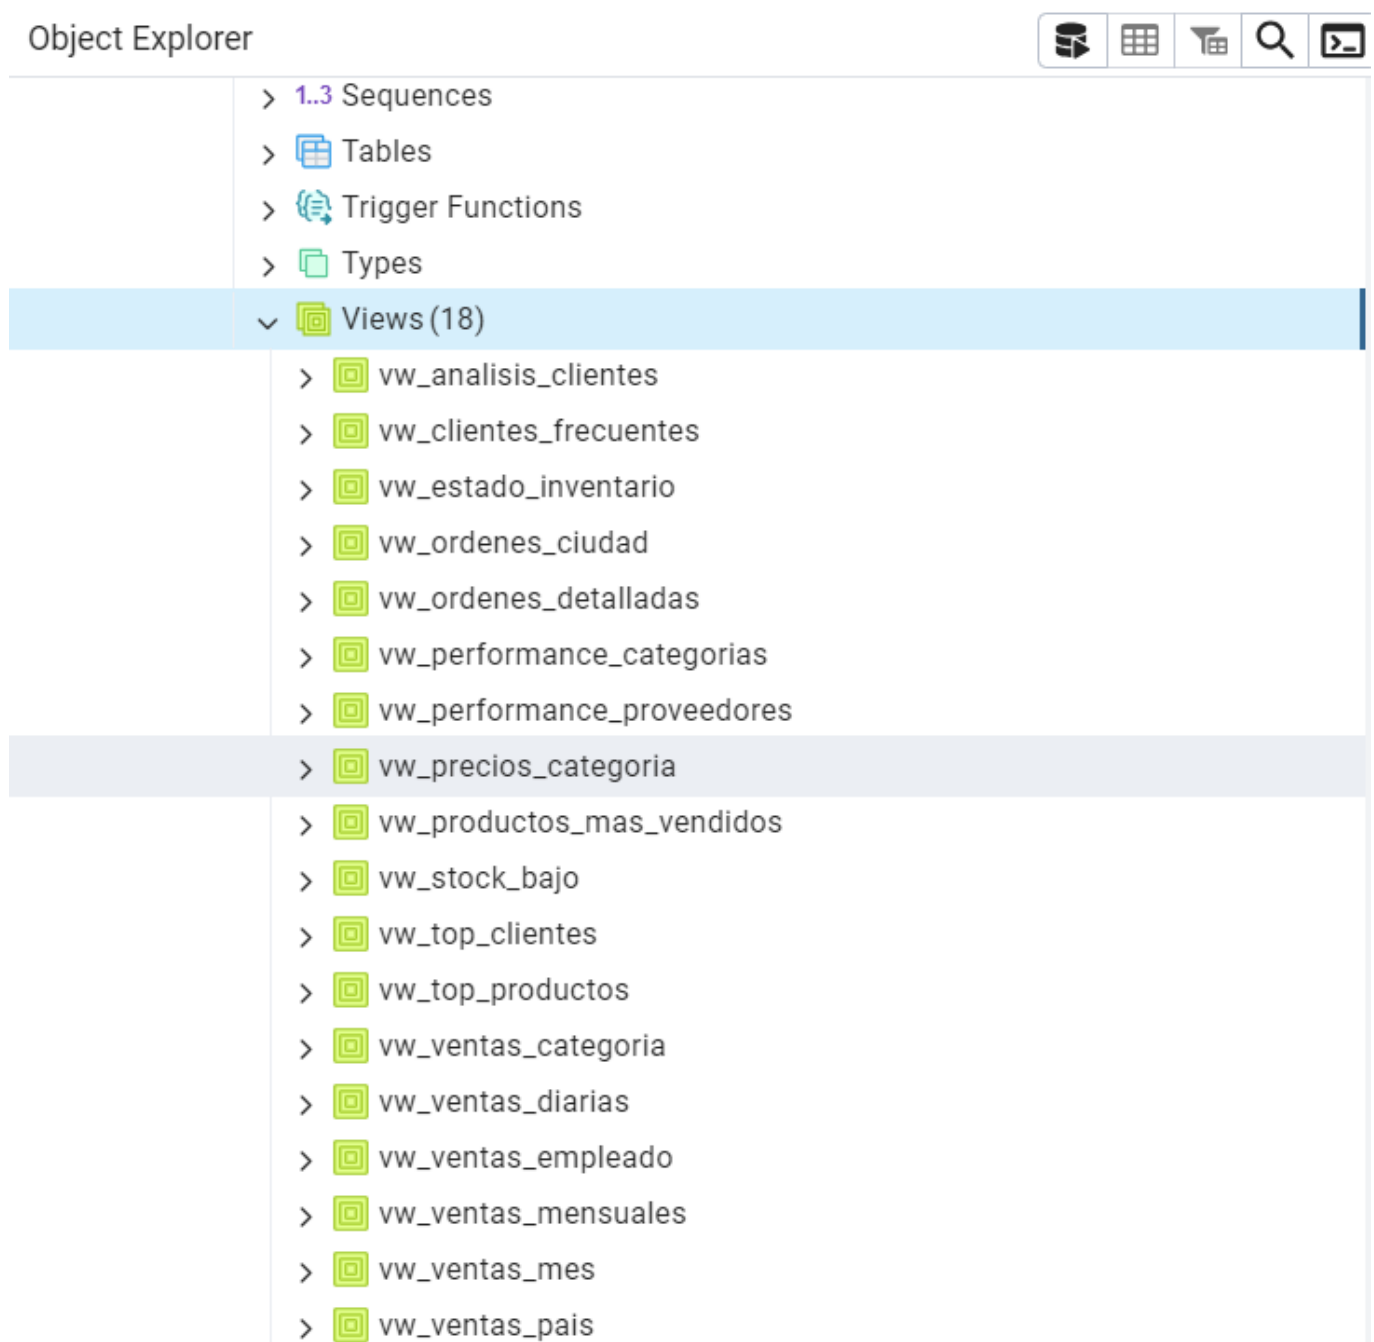 Object Explorer
1..3 Sequences
Tables
Trigger Functions
Types
Views (18)
vw_analisis_clientes
vw_clientes_frecuentes
vw_estado_inventario
vw_ordenes_ciudad
vw_ordenes_detalladas
vw_performance_categorias
vw_performance_proveedores
vw_precios_categoria
vw_productos_mas_vendidos
vw_stock_bajo
vw_top_clientes
vw_top_productos
vw_ventas_categoria
vw_ventas_diarias
vw_ventas_empleado
vw_ventas_mensuales
vw_ventas_mes
vw_ventas_pais